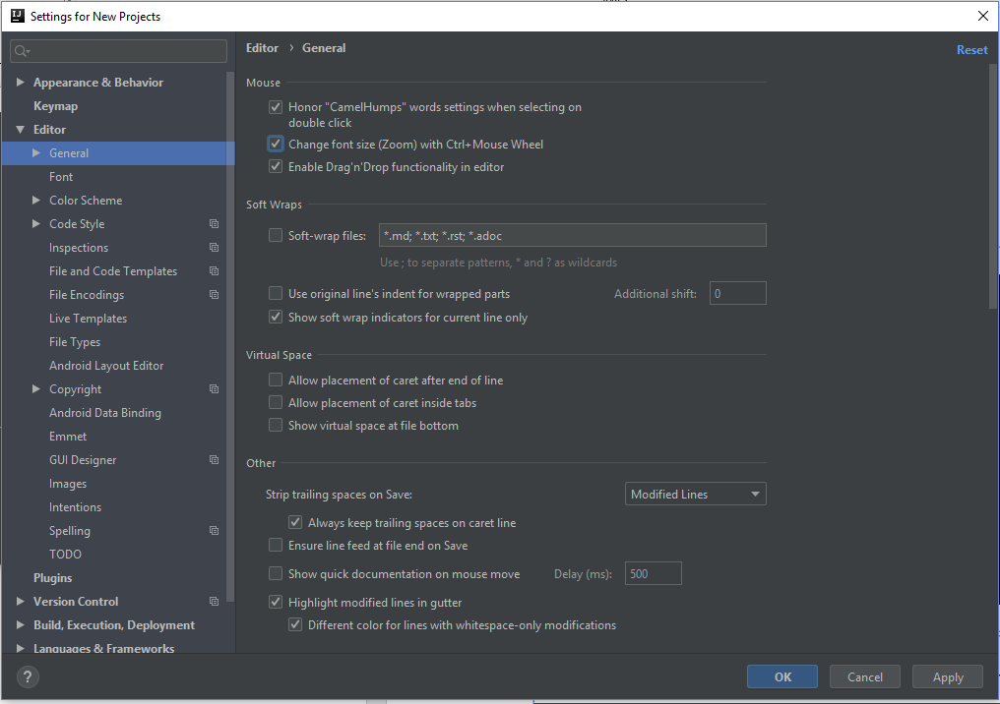 Settings for New Projects
Appearance & Behavior
Keymap
Editor
General
Font
Color Scheme
Code Style
Inspections
File and Code Templates
File Encodings
Live Templates
File Types
Android Layout Editor
Copyright
Android Data Binding
Emmet
GUI Designer
Images
Intentions
Spelling
TODO
Plugins
Version Control
Build, Execution, Deployment
Languages & Frameworks
Editor › General
Reset
Mouse
Honor "CamelHumps" words settings when selecting on
double click
Change font size (Zoom) with Ctrl+Mouse Wheel
Enable Drag'n'Drop functionality in editor
Soft Wraps
Soft-wrap files: *.md; *.txt; *.rst; *.adoc
Use ; to separate patterns, * and ? as wildcards
Use original line's indent for wrapped parts Additional shift: 0
Show soft wrap indicators for current line only
Virtual Space
Allow placement of caret after end of line
Allow placement of caret inside tabs
Show virtual space at file bottom
Other
Strip trailing spaces on Save: Modified Lines
Always keep trailing spaces on caret line
Ensure line feed at file end on Save
Show quick documentation on mouse move Delay (ms): 500
Highlight modified lines in gutter
Different color for lines with whitespace-only modifications
? OK Cancel Apply